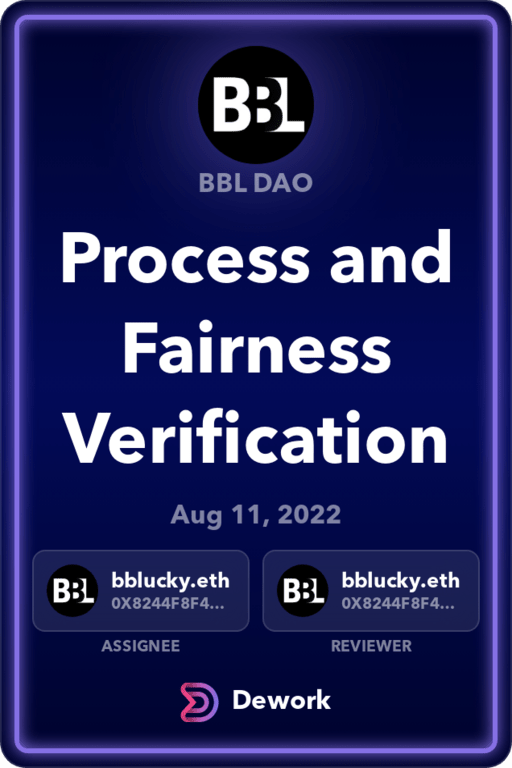 BBL
BBL DAO
Process and
Fairness
Verification
Aug 11, 2022
BBL bblucky.eth
0X8244F8F4...
ASSIGNEE
BBL bblucky.eth
0X8244F8F4...
REVIEWER
Dework